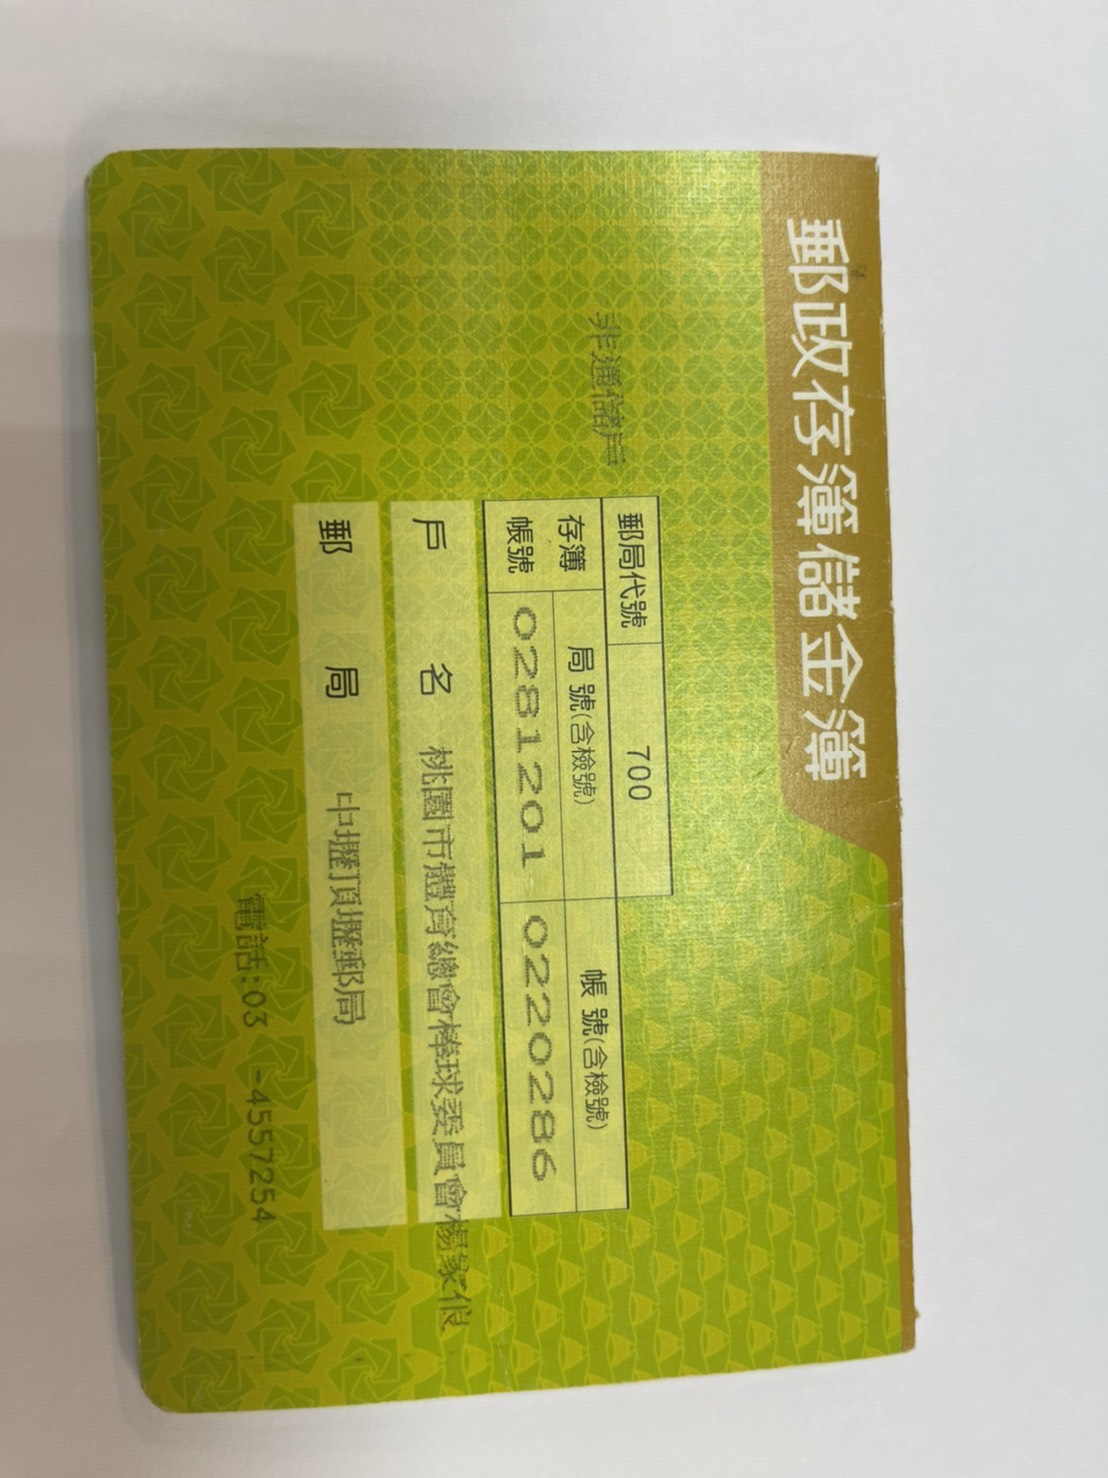 郵政存簿儲金簿
非通儲戶
郵局代號 700
存簿帳號 局號(含檢號) 帳號(含檢號)
0281201 0220286
戶名 桃園市體育總會棒球委員會楊家俍
郵局 中壢頂壢郵局
電話:03 -4557254